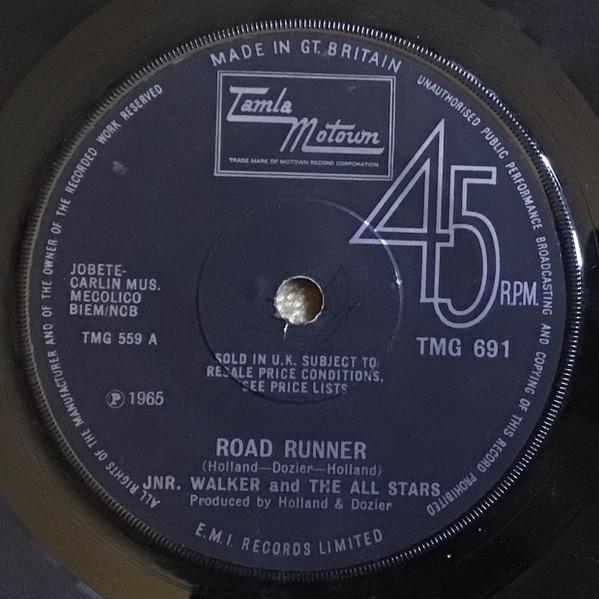 MADE IN GT. BRITAIN
UNAUTHORISED PUBLIC PERFORMANCE BROADCASTING AND COPYING OF THIS RECORD PROHIBITED
ALL RIGHTS OF THE MANUFACTURER AND OF THE OWNER OF THE RECORDED WORK RESERVED
Tamla
Motown
TRADE MARK OF MOTOWN RECORD CORPORATION
45
R.P.M.
JOBETE-
CARLIN MUS.
MECOLICO
BIEM/NCB
TMG 559 A
TMG 691
SOLD IN U.K. SUBJECT TO
RESALE PRICE CONDITIONS,
SEE PRICE LISTS
Ⓟ 1965
ROAD RUNNER
(Holland—Dozier—Holland)
JNR. WALKER and THE ALL STARS
Produced by Holland & Dozier
E.M.I. RECORDS LIMITED